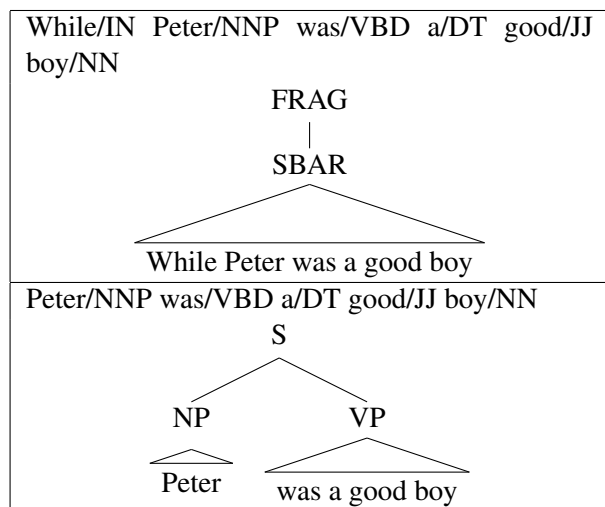 While/IN Peter/NNP was/VBD a/DT good/JJ
boy/NN
FRAG
SBAR
While Peter was a good boy
Peter/NNP was/VBD a/DT good/JJ boy/NN
S
NP VP
Peter was a good boy